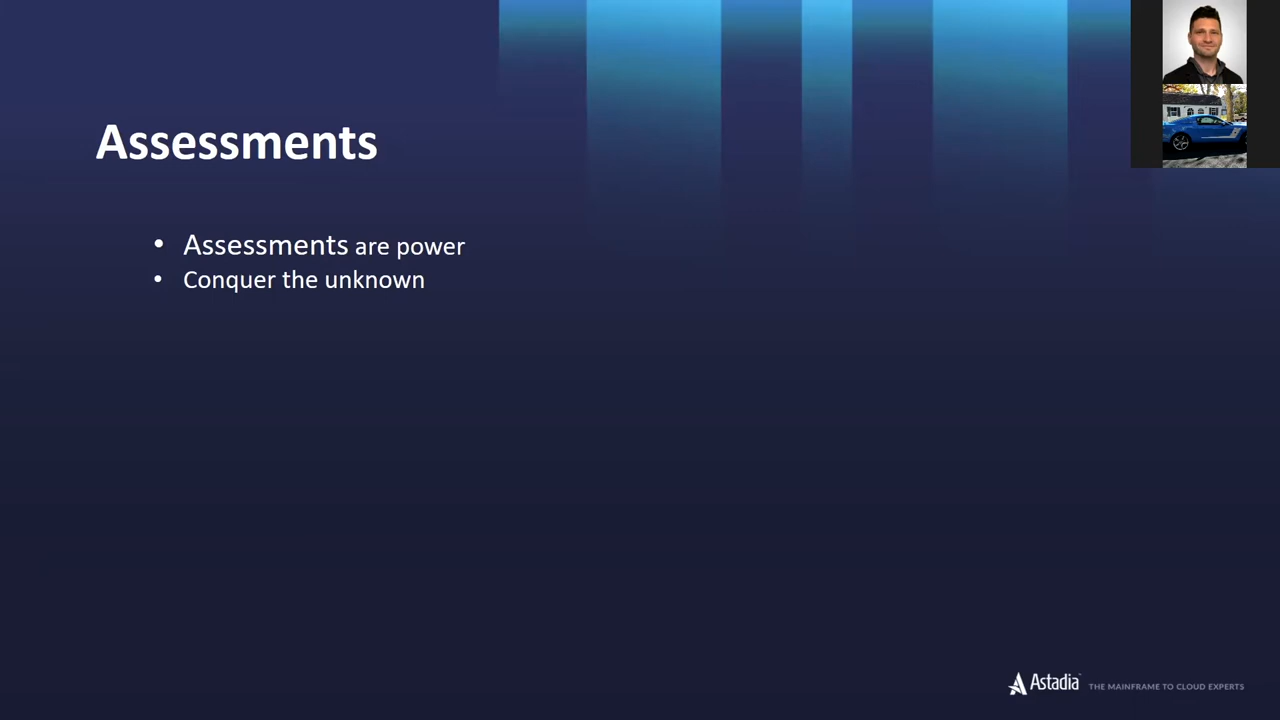 Assessments
• Assessments are power
• Conquer the unknown
Astadia THE MAINFRAME TO CLOUD EXPERTS